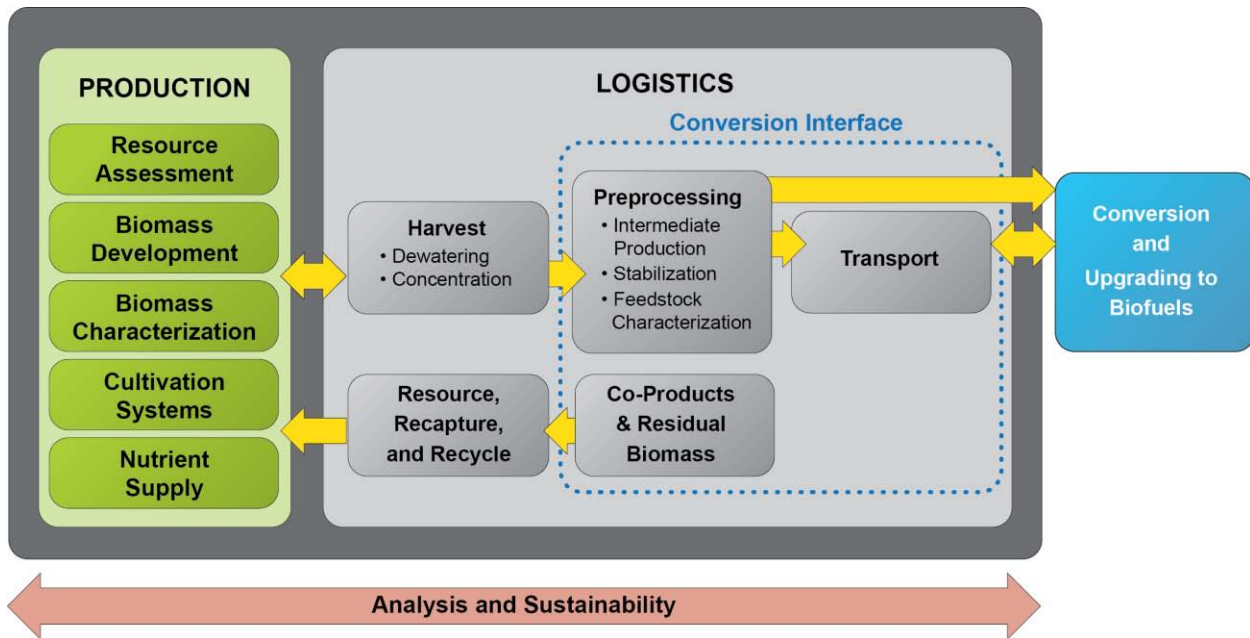 PRODUCTION
Resource
Assessment
Biomass
Development
Biomass
Characterization
Cultivation
Systems
Nutrient
Supply
LOGISTICS
Conversion Interface
Harvest
• Dewatering
• Concentration
Preprocessing
• Intermediate
Production
• Stabilization
• Feedstock
Characterization
Transport
Resource,
Recapture,
and Recycle
Co-Products
& Residual
Biomass
Conversion
and
Upgrading to
Biofuels
Analysis and Sustainability